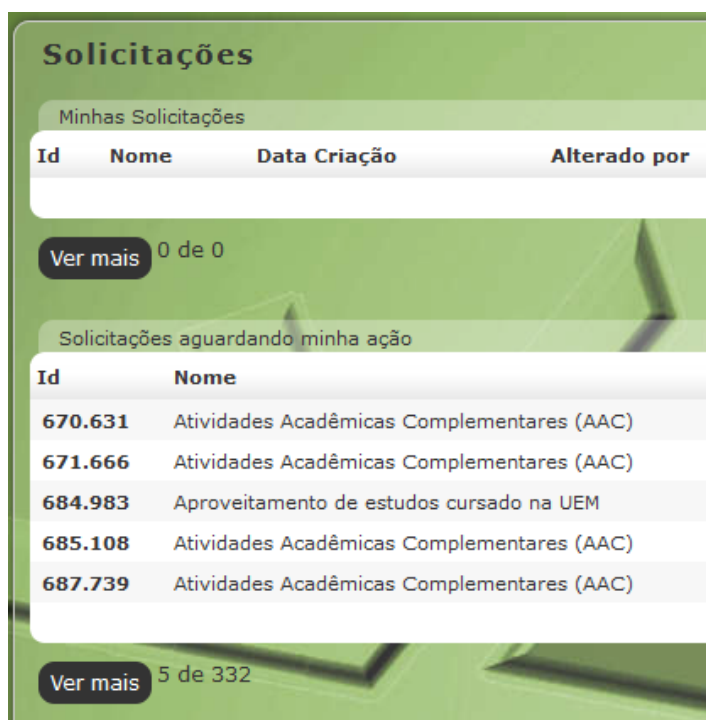 Solicitações
Minhas Solicitações
Id Nome Data Criação Alterado por
Ver mais 0 de 0
Solicitações aguardando minha ação
Id Nome
670.631 Atividades Acadêmicas Complementares (AAC)
671.666 Atividades Acadêmicas Complementares (AAC)
684.983 Aproveitamento de estudos cursado na UEM
685.108 Atividades Acadêmicas Complementares (AAC)
687.739 Atividades Acadêmicas Complementares (AAC)
Ver mais 5 de 332